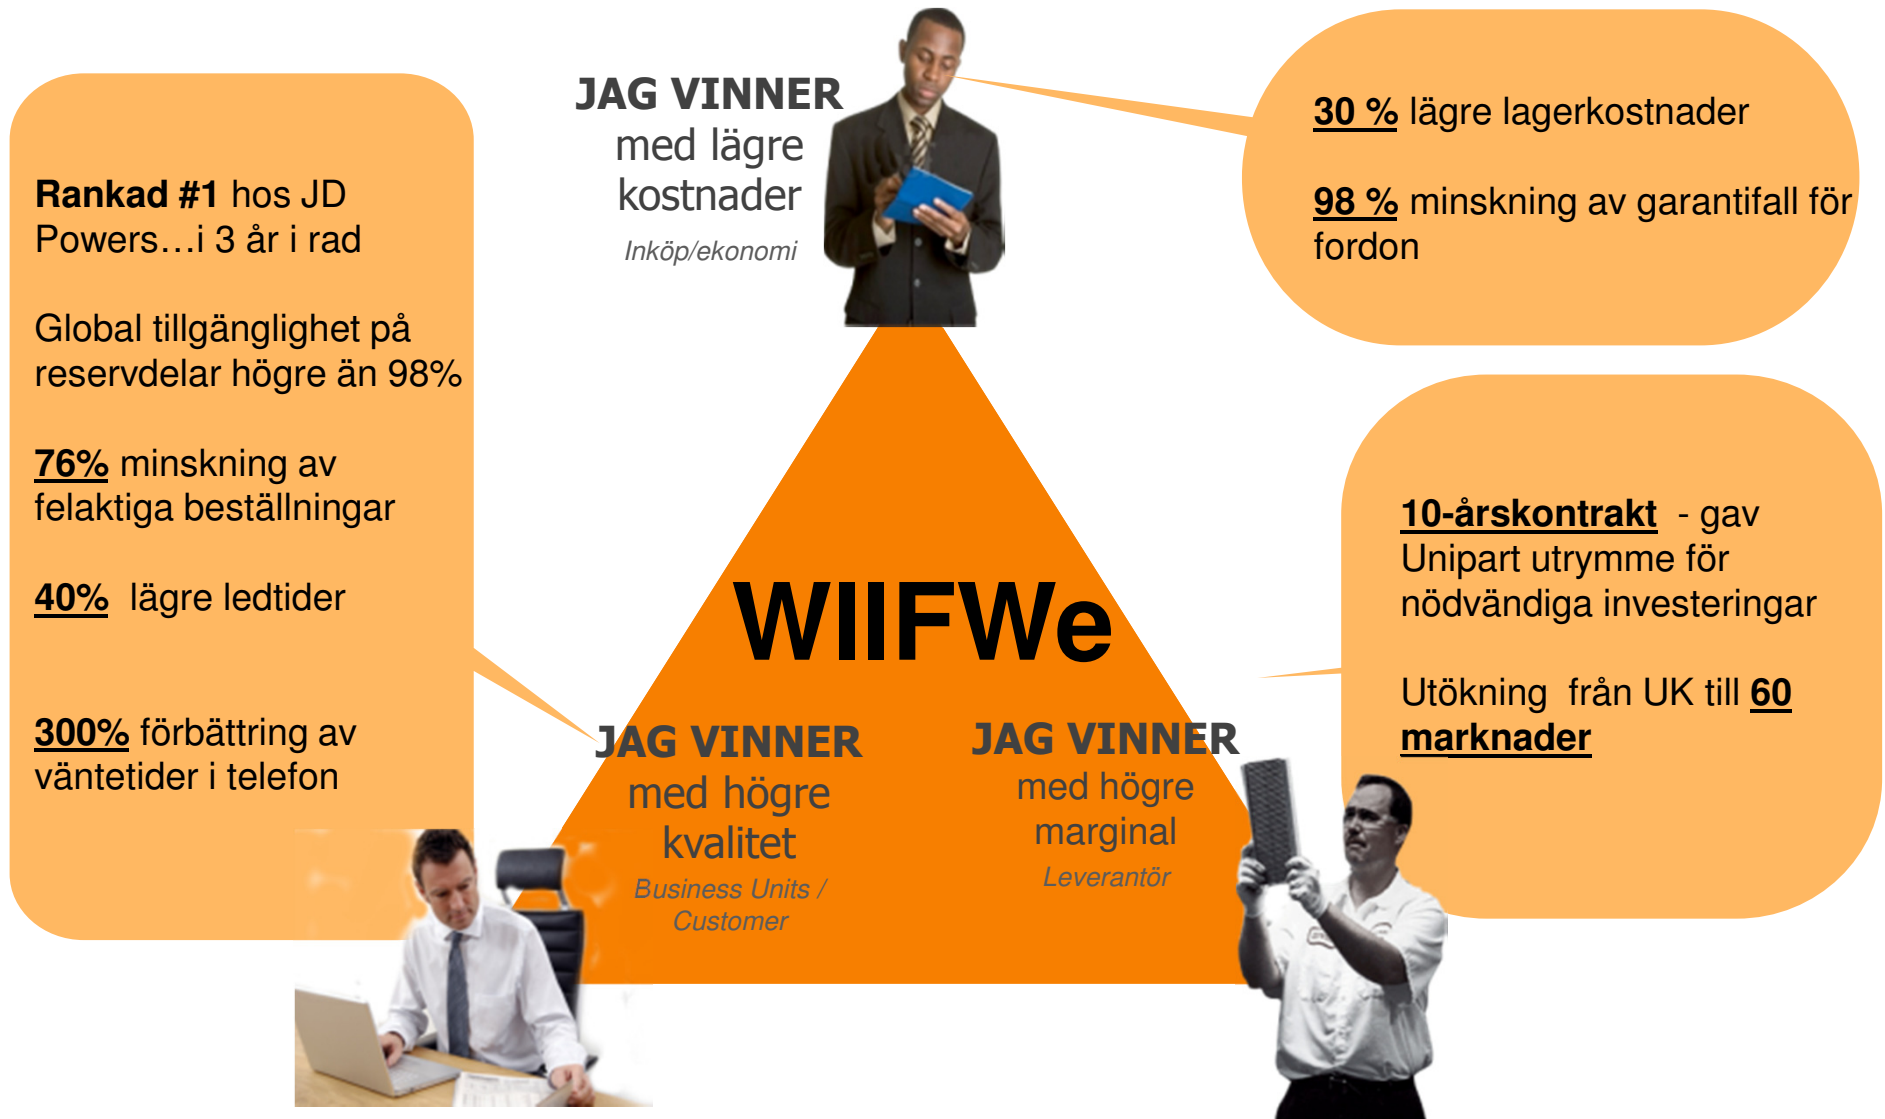 JAG VINNER
med lägre
kostnader
Inköp/ekonomi
30 % lägre lagerkostnader
98 % minskning av garantifall för
fordon
Rankad #1 hos JD
Powers…i 3 år i rad
Global tillgänglighet på
reservdelar högre än 98%
76% minskning av
felaktiga beställningar
40% lägre ledtider
300% förbättring av
väntetider i telefon
WIIFWe
10-årskontrakt - gav
Unipart utrymme för
nödvändiga investeringar
Utökning från UK till 60
marknader
JAG VINNER
med högre
kvalitet
Business Units /
Customer
JAG VINNER
med högre
marginal
Leverantör